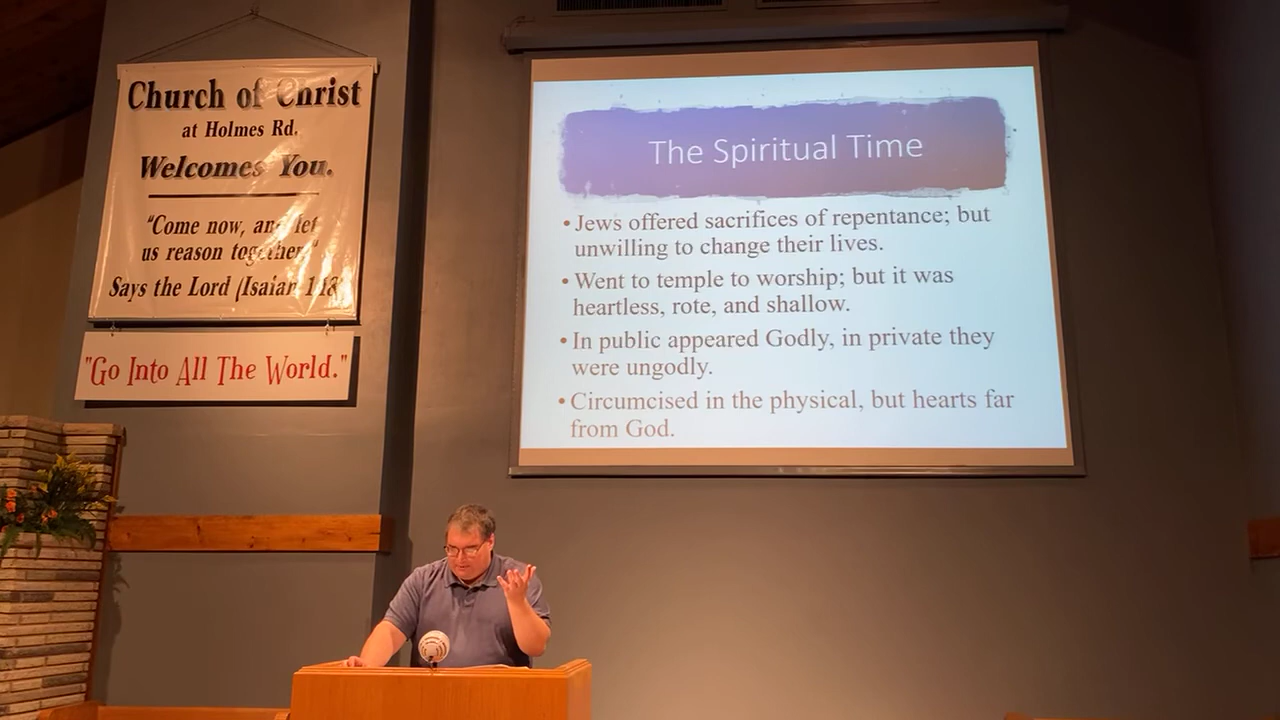 Church of Christ
at Holmes Rd.
Welcomes You.
"Come now, and let
us reason together,"
Says the Lord (Isaiah 1:18)
"Go Into All The World."
The Spiritual Time
• Jews offered sacrifices of repentance; but
unwilling to change their lives.
• Went to temple to worship; but it was
heartless, rote, and shallow.
• In public appeared Godly, in private they
were ungodly.
• Circumcised in the physical, but hearts far
from God.